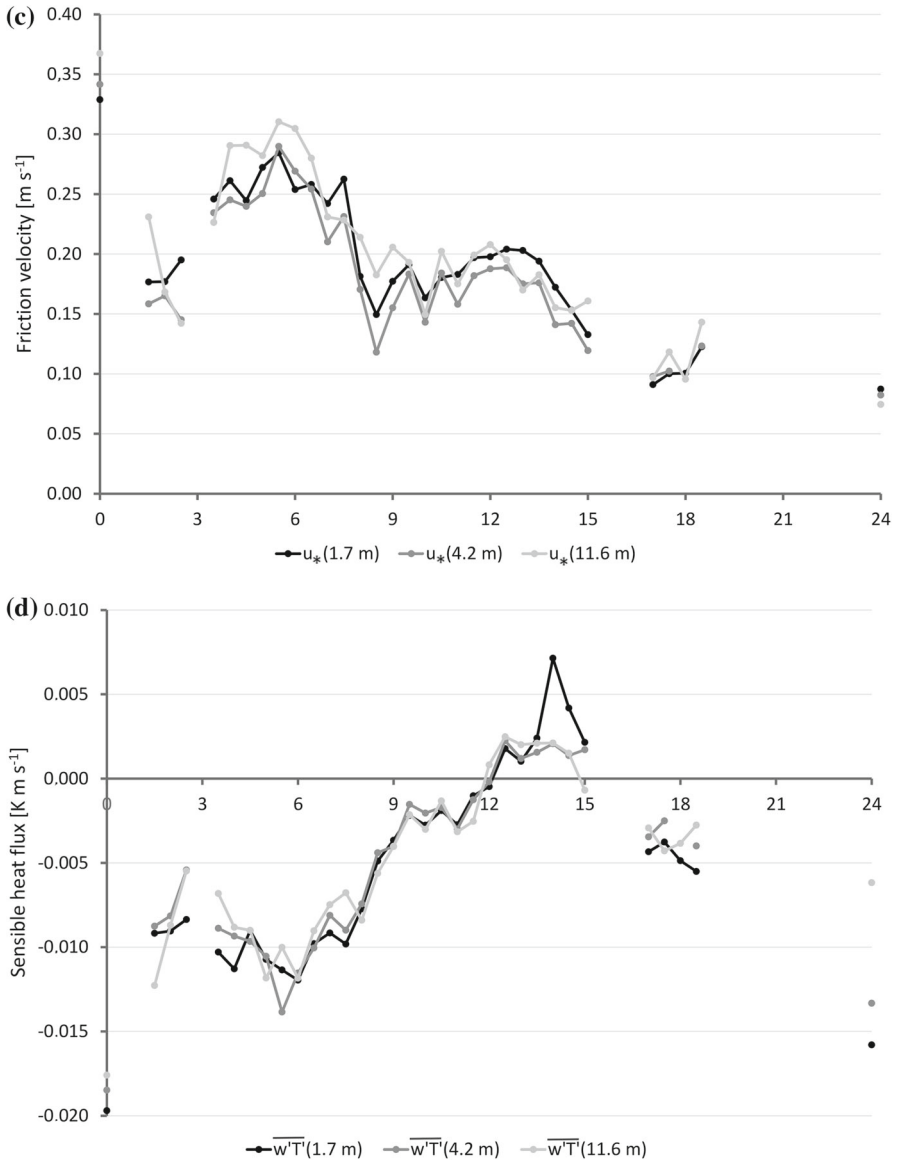 (c)
0.40
0,35
0.30
0.25
0.20
0.15
0.10
0.05
0.00
Friction velocity [m s⁻¹]
0 3 6 9 12 15 18 21 24
u*(1.7 m) u*(4.2 m) u*(11.6 m)
(d)
0.010
0.005
0.000
-0.005
-0.010
-0.015
-0.020
Sensible heat flux [K m s⁻¹]
0 3 6 9 12 15 18 21 24
w'T'(1.7 m) w'T'(4.2 m) w'T'(11.6 m)